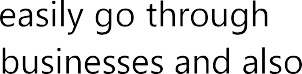 easily go through
businesses and also